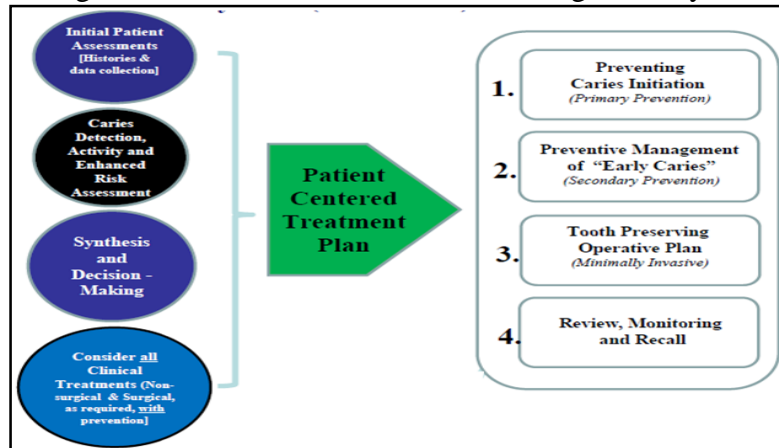 Initial Patient
Assessments
[Histories &
data collection]
Caries
Detection,
Activity and
Enhanced
Risk
Assessment
Synthesis
and
Decision -
Making
Consider all
Clinical
Treatments (Non-
surgical & Surgical,
as required, with
prevention]
Patient
Centered
Treatment
Plan
1.
Preventing
Caries Initiation
(Primary Prevention)
2.
Preventive Management
of "Early Caries"
(Secondary Prevention)
3.
Tooth Preserving
Operative Plan
(Minimally Invasive)
4.
Review, Monitoring
and Recall